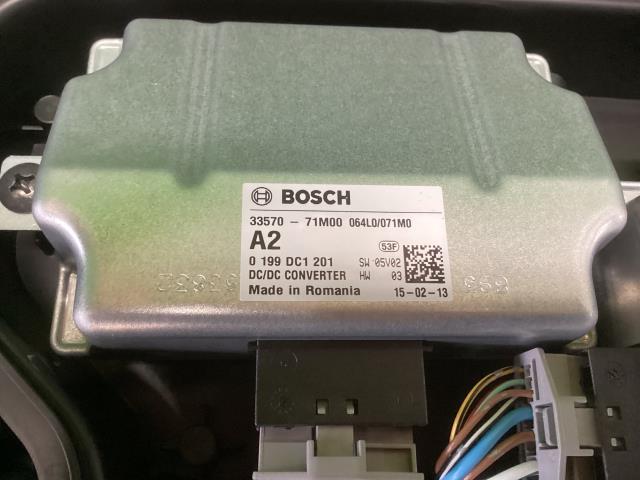 BOSCH
33570 - 71M00 064L0/071M0
A2 53F
0 199 DC1 201 SW 05V02
DC/DC CONVERTER HW 03
Made in Romania 15-02-13